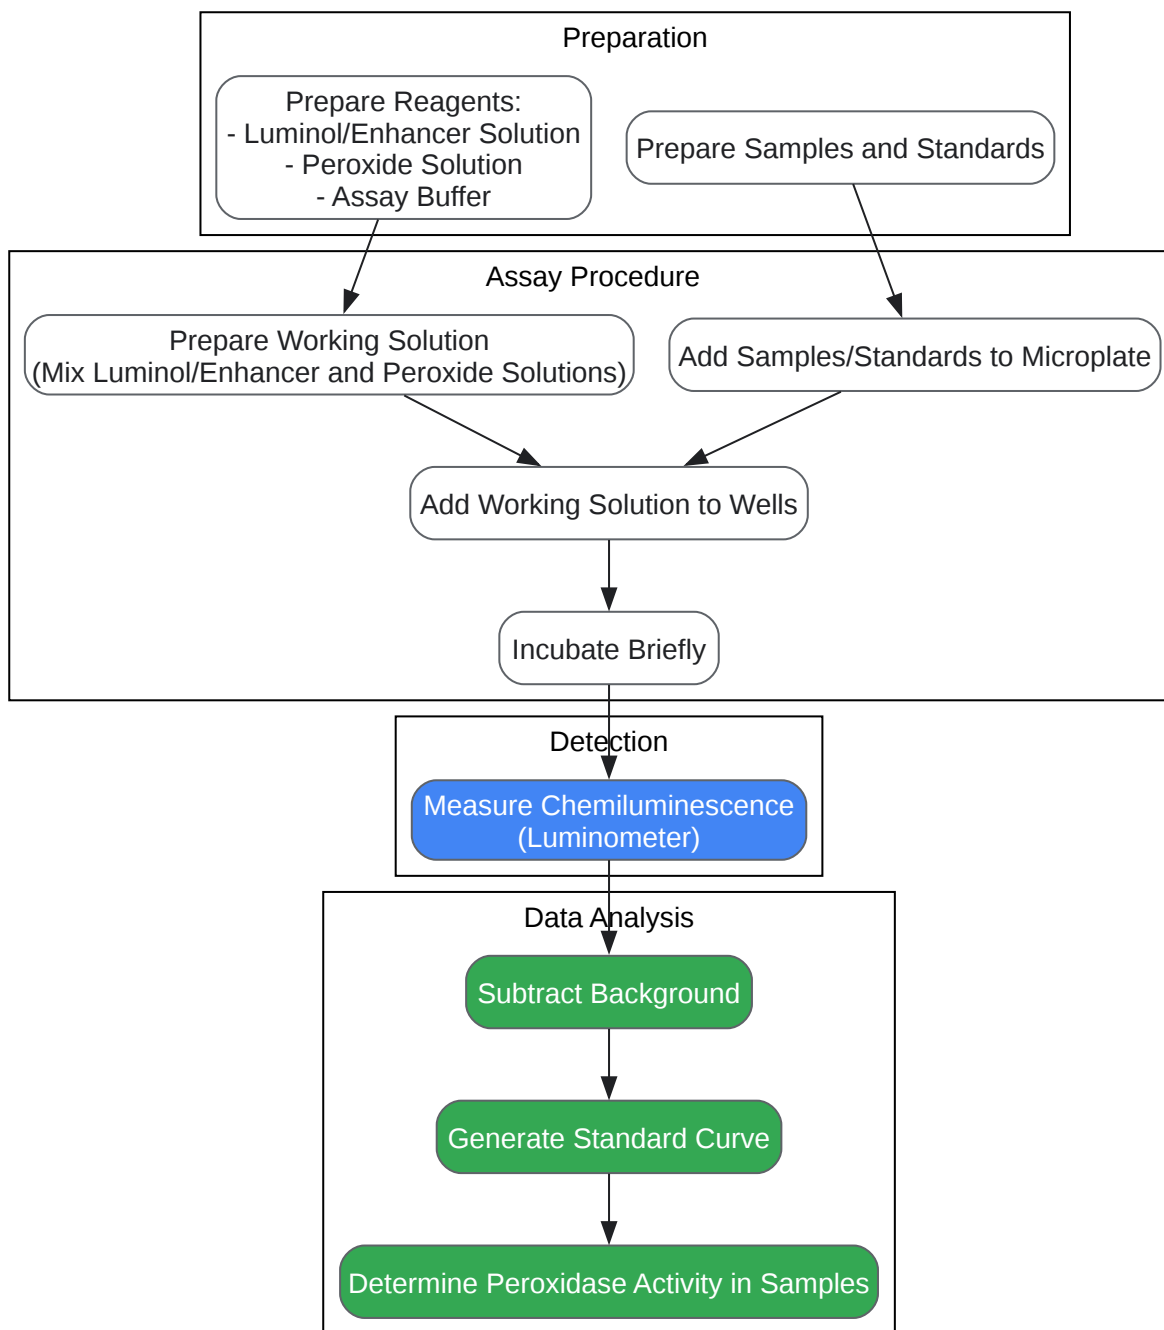 Preparation
Prepare Reagents:
- Luminol/Enhancer Solution
- Peroxide Solution
- Assay Buffer
Prepare Samples and Standards
Assay Procedure
Prepare Working Solution
(Mix Luminol/Enhancer and Peroxide Solutions)
Add Samples/Standards to Microplate
Add Working Solution to Wells
Incubate Briefly
Detection
Measure Chemiluminescence
(Luminometer)
Data Analysis
Subtract Background
Generate Standard Curve
Determine Peroxidase Activity in Samples